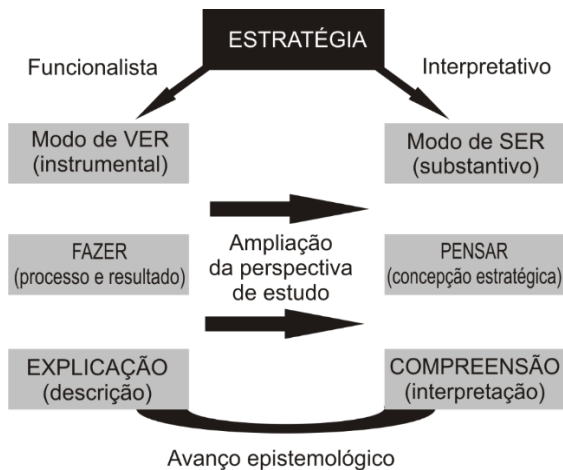 ESTRATÉGIA
Funcionalista
Interpretativo
Modo de VER
(instrumental)
Modo de SER
(substantivo)
FAZER
(processo e resultado)
Ampliação
da perspectiva
de estudo
PENSAR
(concepção estratégica)
EXPLICAÇÃO
(descrição)
COMPREENSÃO
(interpretação)
Avanço epistemológico